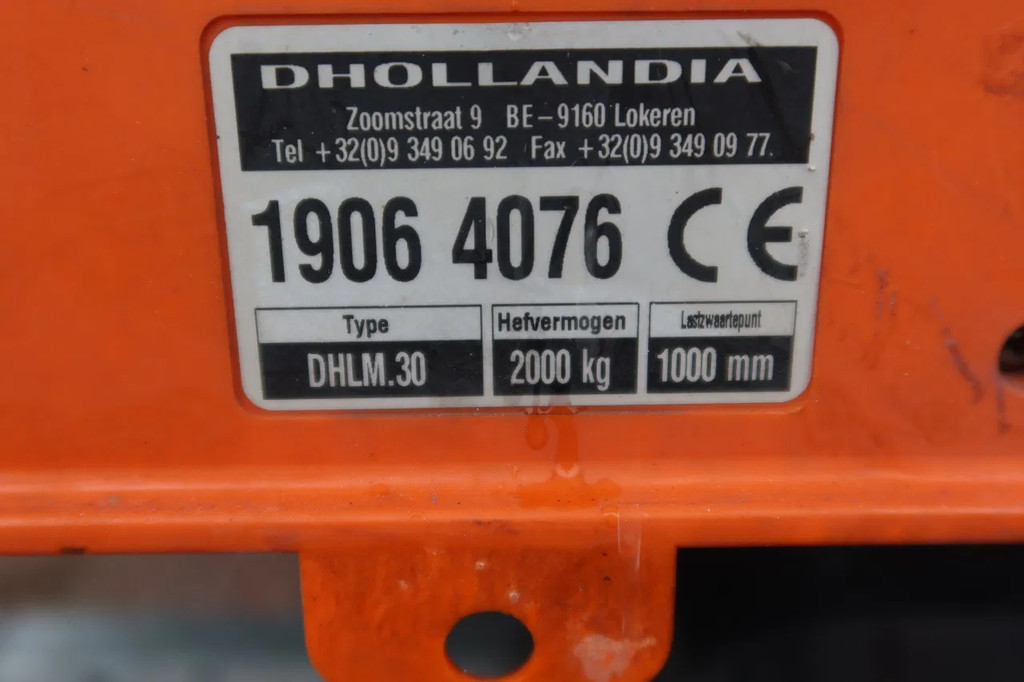 DHOLLANDIA
Zoomstraat 9 BE-9160 Lokeren
Tel +32(0)9 349 06 92 Fax +32(0)9 349 09 77
1906 4076 CE
Type Hefvermogen Lastzwaartepunt
DHLM.30 2000 kg 1000 mm